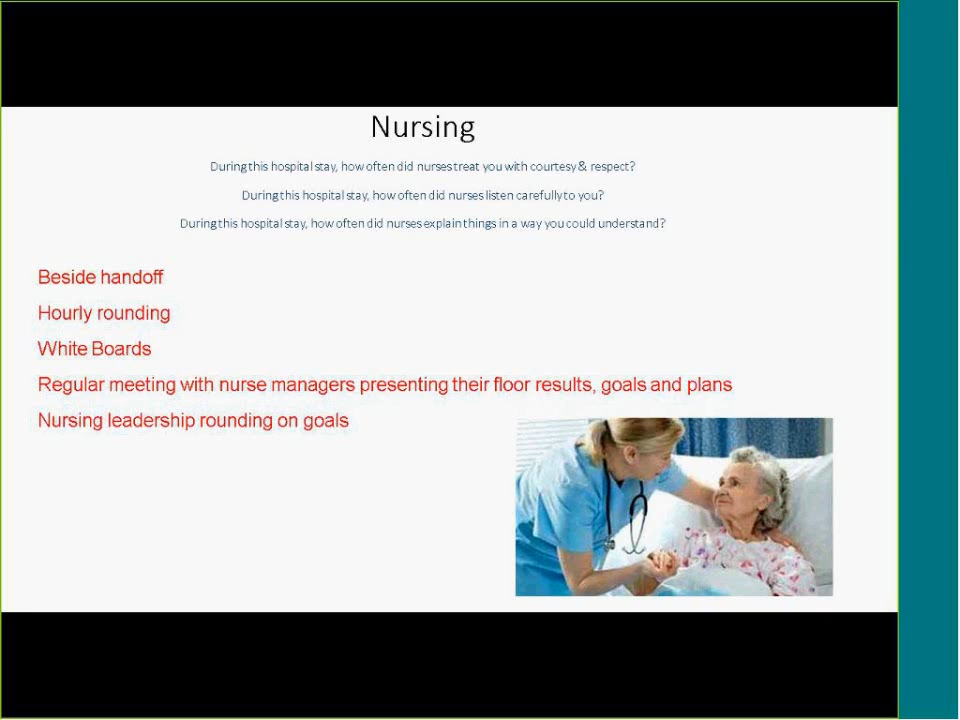 Nursing
During this hospital stay, how often did nurses treat you with courtesy & respect?
During this hospital stay, how often did nurses listen carefully to you?
During this hospital stay, how often did nurses explain things in a way you could understand?
Beside handoff
Hourly rounding
White Boards
Regular meeting with nurse managers presenting their floor results, goals and plans
Nursing leadership rounding on goals